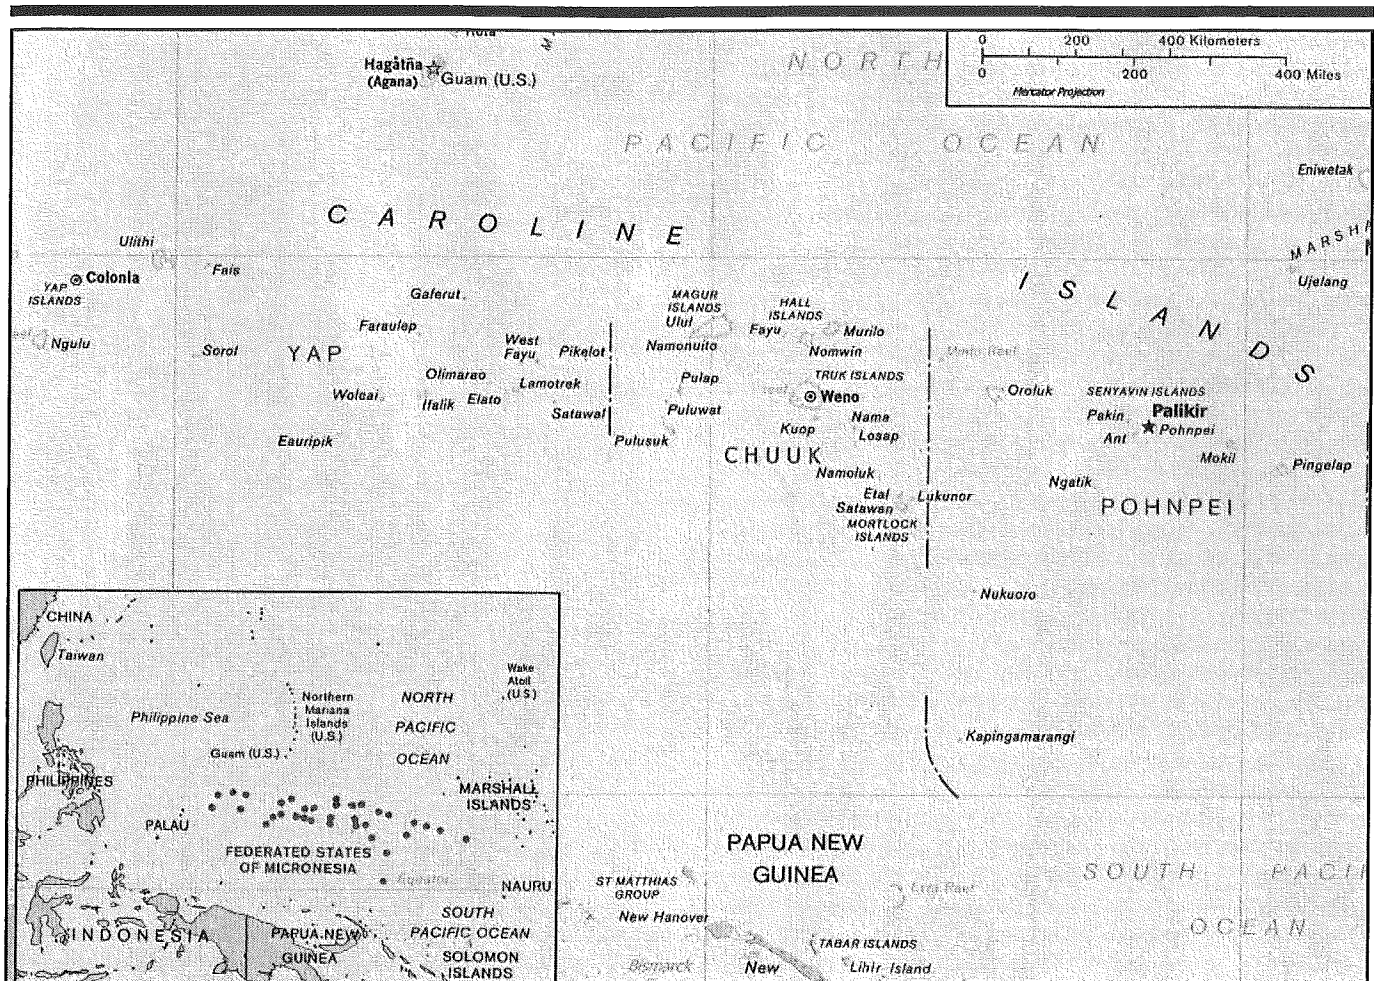 Rota
Hagåtña
(Agana)
Guam (U.S.)
NORTH
PACIFIC OCEAN
0 200 400 Kilometers
0 200 400 Miles
Mercator Projection
Eniwetak
CAROLINE
ISLANDS
MARSHA
Ujelang
Ulithi
Colonia
YAP
ISLANDS
Fais
Ngulu
Sorol
YAP
Gaferut
Faraulep
West
Fayu
Pikelot
Olimarao
Lamotrek
Woleai
Ifalik
Elato
Satawal
Eauripik
MAGUR
ISLANDS
Ulul
Namonuito
HALL
ISLANDS
Fayu
Murilo
Nomwin
Pulap
TRUK ISLANDS
Weno
Puluwat
Nama
Kuop
Losap
Pulusuk
CHUUK
Namoluk
Etal
Lukunor
Satawan
MORTLOCK
ISLANDS
Oroluk
SENYAVIN ISLANDS
Pakin
Palikir
Ant
Pohnpei
Mokil
Pingelap
Ngatik
POHNPEI
Nukuoro
Kapingamarangi
PAPUA NEW
GUINEA
SOUTH PACIFI
OCEAN
ST MATTHIAS
GROUP
New Hanover
TABAR ISLANDS
Lihir Island
Bismarck
New
CHINA
Taiwan
Philippine Sea
Northern
Mariana
Islands
(U.S.)
NORTH
PACIFIC
OCEAN
Wake
Atoll
(U.S.)
Guam (U.S.)
PHILIPPINES
MARSHALL
ISLANDS
PALAU
FEDERATED STATES
OF MICRONESIA
Equator
NAURU
SOUTH
PACIFIC OCEAN
INDONESIA
PAPUA NEW
GUINEA
SOLOMON
ISLANDS